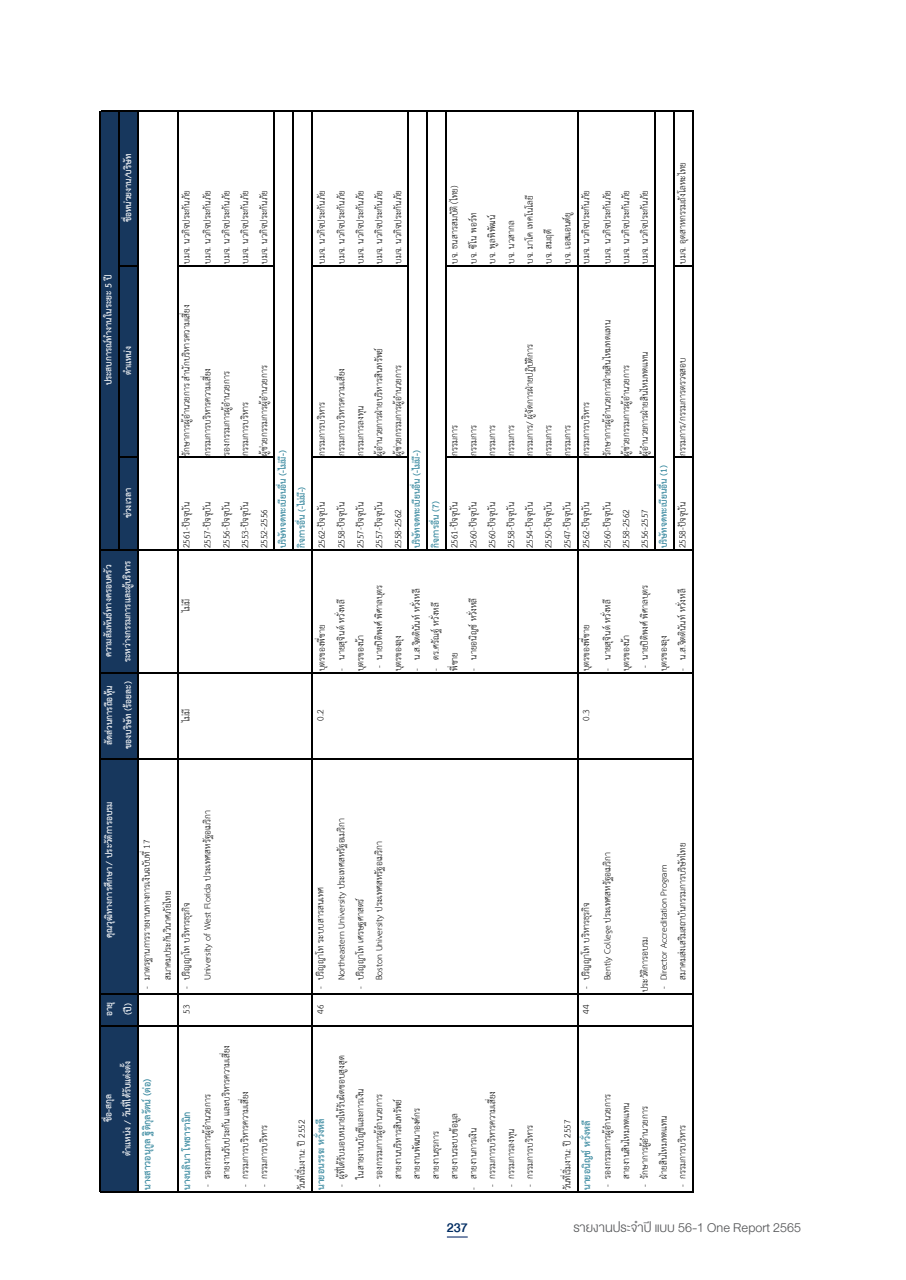 ชื่อ-สกุล
ตำแหน่ง / วันที่ได้รับแต่งตั้ง
อายุ
(ปี)
คุณวุฒิทางการศึกษา / ประวัติการอบรม
สัดส่วนการถือหุ้น
ของบริษัท (ร้อยละ)
ความสัมพันธ์ทางครอบครัว
ระหว่างกรรมการและผู้บริหาร
ประสบการณ์ทำงานในระยะ 5 ปี
ช่วงเวลา
ตำแหน่ง
ชื่อหน่วยงาน/บริษัท
นางสาวอนุกูล ฐิติกุลรัตน์ (ต่อ)
- มาตรฐานการรายงานทางการเงินฉบับที่ 17
สมาคมประกันวินาศภัยไทย
นางนลินา โพธารามิก
- รองกรรมการผู้อำนวยการ
สายงานรับประกัน และบริหารความเสี่ยง
- กรรมการบริหารความเสี่ยง
- กรรมการบริหาร
วันที่เริ่มงาน: ปี 2552
53
- ปริญญาโท บริหารธุรกิจ
University of West Florida ประเทศสหรัฐอเมริกา
ไม่มี
ไม่มี
2561-ปัจจุบัน รักษาการผู้อำนวยการ สำนักบริหารความเสี่ยง บมจ. นวกิจประกันภัย
2557-ปัจจุบัน กรรมการบริหารความเสี่ยง บมจ. นวกิจประกันภัย
2556-ปัจจุบัน รองกรรมการผู้อำนวยการ บมจ. นวกิจประกันภัย
2553-ปัจจุบัน กรรมการบริหาร บมจ. นวกิจประกันภัย
2552-2556 ผู้ช่วยกรรมการผู้อำนวยการ บมจ. นวกิจประกันภัย
บริษัทจดทะเบียนอื่น (-ไม่มี-)
กิจการอื่น (-ไม่มี-)
นายอนรรฆ หวั่งหลี
- ผู้ที่ได้รับมอบหมายให้รับผิดชอบสูงสุด
ในสายงานบัญชีและการเงิน
- รองกรรมการผู้อำนวยการ
สายงานบริหารสินทรัพย์
สายงานพัฒนาองค์กร
สายงานธุรการ
สายงานระบบข้อมูล
- สายงานการเงิน
- กรรมการบริหารความเสี่ยง
- กรรมการลงทุน
- กรรมการบริหาร
วันที่เริ่มงาน: ปี 2557
46
- ปริญญาโท ระบบสารสนเทศ
Northeastern University ประเทศสหรัฐอเมริกา
- ปริญญาโท เศรษฐศาสตร์
Boston University ประเทศสหรัฐอเมริกา
0.2
บุตรของพี่ชาย
- นายสุจินต์ หวั่งหลี
บุตรของน้า
- นายปิติพงศ์ พิศาลบุตร
บุตรของลุง
- น.ส.จิตตินันท์ หวั่งหลี
- ดร.ศรัณฐ์ หวั่งหลี
พี่ชาย
- นายอนิญช์ หวั่งหลี
2562-ปัจจุบัน กรรมการบริหาร บมจ. นวกิจประกันภัย
2558-ปัจจุบัน กรรมการบริหารความเสี่ยง บมจ. นวกิจประกันภัย
2557-ปัจจุบัน กรรมการลงทุน บมจ. นวกิจประกันภัย
2557-ปัจจุบัน ผู้อำนวยการฝ่ายบริหารสินทรัพย์ บมจ. นวกิจประกันภัย
2558-2562 ผู้ช่วยกรรมการผู้อำนวยการ บมจ. นวกิจประกันภัย
บริษัทจดทะเบียนอื่น (-ไม่มี-)
กิจการอื่น (7)
2561-ปัจจุบัน กรรมการ บจ. ธนสารสมบัติ (ไทย)
2560-ปัจจุบัน กรรมการ บจ. ชีโน พอร์ท
2560-ปัจจุบัน กรรมการ บจ. พูลพิพัฒน์
2558-ปัจจุบัน กรรมการ บจ. นวสากล
2554-ปัจจุบัน กรรมการ/ ผู้จัดการฝ่ายปฏิบัติการ บจ. มาโค เทคโนโลยี
2550-ปัจจุบัน กรรมการ บจ. สมฤดี
2547-ปัจจุบัน กรรมการ บจ. เอสแอนด์ดู
นายอนิญช์ หวั่งหลี
- รองกรรมการผู้อำนวยการ
สายงานสินไหมทดแทน
- รักษาการผู้อำนวยการ
ฝ่ายสินไหมทดแทน
- กรรมการบริหาร
44
- ปริญญาโท บริหารธุรกิจ
Bently College ประเทศสหรัฐอเมริกา
ประวัติการอบรม
- Director Accreditation Program
สมาคมส่งเสริมสถาบันกรรมการบริษัทไทย
0.3
บุตรของพี่ชาย
- นายสุจินต์ หวั่งหลี
บุตรของน้า
- นายปิติพงศ์ พิศาลบุตร
บุตรของลุง
- น.ส.จิตตินันท์ หวั่งหลี
2562-ปัจจุบัน กรรมการบริหาร บมจ. นวกิจประกันภัย
2560-ปัจจุบัน รักษาการผู้อำนวยการฝ่ายสินไหมทดแทน บมจ. นวกิจประกันภัย
2558-2562 ผู้ช่วยกรรมการผู้อำนวยการ บมจ. นวกิจประกันภัย
2556-2557 ผู้อำนวยการฝ่ายสินไหมทดแทน บมจ. นวกิจประกันภัย
บริษัทจดทะเบียนอื่น (1)
2558-ปัจจุบัน กรรมการ/กรรมการตรวจสอบ บมจ. อุตสาหกรรมถังโลหะไทย
237
รายงานประจำปี แบบ 56-1 One Report 2565